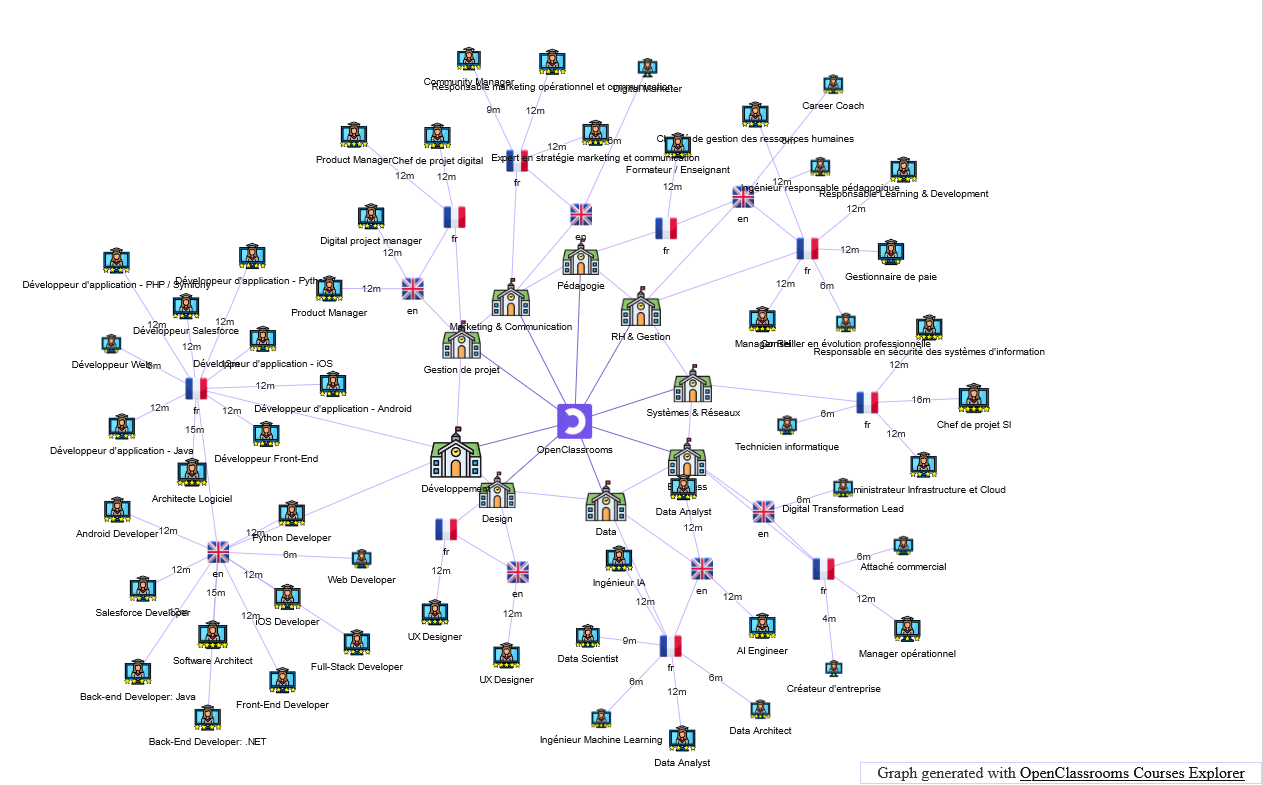 Community Manager
Responsable marketing opérationnel et communication
Digital Marketer
9m
12m
6m
Career Coach
6m
Product Manager
Chef de projet digital
12m
12m
12m
Expert en stratégie marketing et communication
fr
Formateur / Enseignant
12m
Chargé de gestion des ressources humaines
Ingénieur responsable pédagogique
12m
Responsable Learning & Development
12m
en
fr
Digital project manager
12m
fr
en
fr
12m
Gestionnaire de paie
Développeur d'application - PHP / Symfony
12m
Développeur d'application - Python
12m
Product Manager
12m
en
Pédagogie
12m
6m
Développeur Salesforce
12m
Marketing & Communication
RH & Gestion
Conseiller en évolution professionnelle
Responsable en sécurité des systèmes d'information
12m
Développeur Web
6m
Développeur d'application - iOS
12m
Gestion de projet
12m
Développeur d'application - Android
fr
12m
12m
15m
Systèmes & Réseaux
16m
6m
fr
Chef de projet SI
12m
Développeur d'application - Java
Développeur Front-End
OpenClassrooms
Technicien informatique
Architecte Logiciel
Développement
Administrateur Infrastructure et Cloud
6m
Digital Transformation Lead
Data Analyst
12m
Design
Data
en
Android Developer
12m
Python Developer
12m
6m
Web Developer
fr
12m
en
12m
Ingénieur IA
12m
en
12m
6m
Attaché commercial
fr
12m
4m
en
12m
12m
15m
Salesforce Developer
12m
12m
iOS Developer
Software Architect
Full-Stack Developer
UX Designer
UX Designer
Data Scientist
9m
fr
AI Engineer
Manager opérationnel
6m
12m
6m
Créateur d'entreprise
Back-end Developer: Java
Front-End Developer
Back-End Developer: .NET
Ingénieur Machine Learning
Data Architect
Data Analyst
Graph generated with OpenClassrooms Courses Explorer